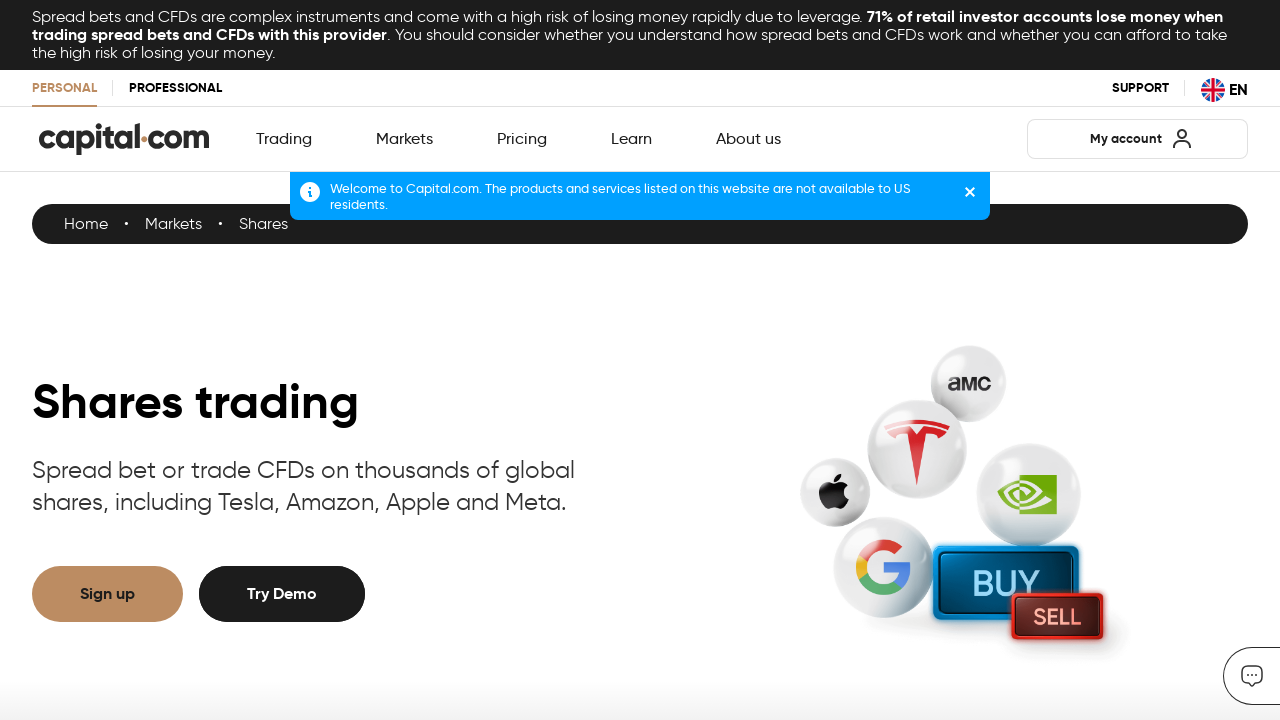 Spread bets and CFDs are complex instruments and come with a high risk of losing money rapidly due to leverage. 71% of retail investor accounts lose money when
trading spread bets and CFDs with this provider. You should consider whether you understand how spread bets and CFDs work and whether you can afford to take
the high risk of losing your money.
PERSONAL PROFESSIONAL SUPPORT EN
capital.com Trading Markets Pricing Learn About us My account
Welcome to Capital.com. The products and services listed on this website are not available to US
residents.
Home • Markets • Shares
amc
Shares trading
Spread bet or trade CFDs on thousands of global
shares, including Tesla, Amazon, Apple and Meta.
G
BUY
Sign up Try Demo
SELL